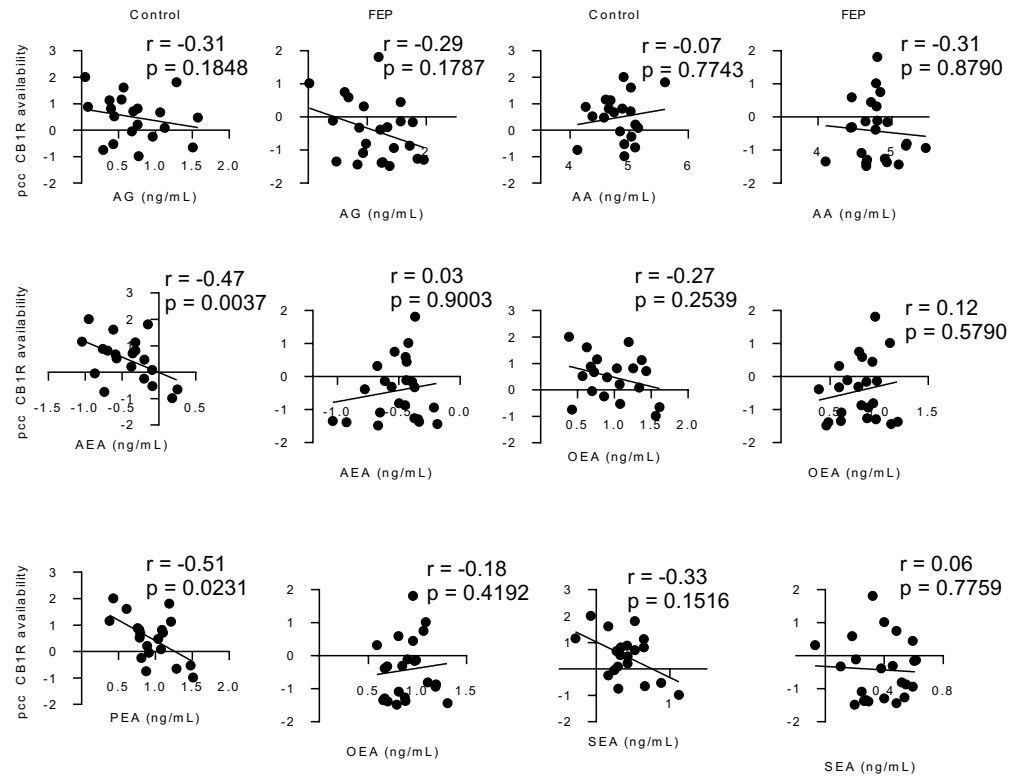 Control
FEP
Control
FEP
pcc CB1R availability
3
2
1
0
-1
-2
0.5
1.0
1.5
2.0
r = -0.31
p = 0.1848
AG (ng/mL)
2
1
0
-1
-2
2
r = -0.29
p = 0.1787
AG (ng/mL)
3
2
1
0
-1
-2
4
5
6
r = -0.07
p = 0.7743
AA (ng/mL)
2
1
0
-1
-2
4
5
r = -0.31
p = 0.8790
AA (ng/mL)
pcc CB1R availability
3
2
1
-1
-2
-1.5
-1.0
-0.5
0.5
r = -0.47
p = 0.0037
AEA (ng/mL)
2
1
0
-1
-2
-1.0
-0.5
0.0
r = 0.03
p = 0.9003
AEA (ng/mL)
3
2
1
0
-1
-2
0.5
1.0
1.5
2.0
r = -0.27
p = 0.2539
OEA (ng/mL)
2
1
0
-1
-2
0.5
1.0
1.5
r = 0.12
p = 0.5790
OEA (ng/mL)
pcc CB1R availability
3
2
1
0
-1
-2
0.5
1.0
1.5
2.0
r = -0.51
p = 0.0231
PEA (ng/mL)
2
1
0
-1
-2
0.5
1.0
1.5
r = -0.18
p = 0.4192
OEA (ng/mL)
3
2
1
-1
-2
1
r = -0.33
p = 0.1516
SEA (ng/mL)
2
1
0
-1
-2
0.4
0.8
r = 0.06
p = 0.7759
SEA (ng/mL)